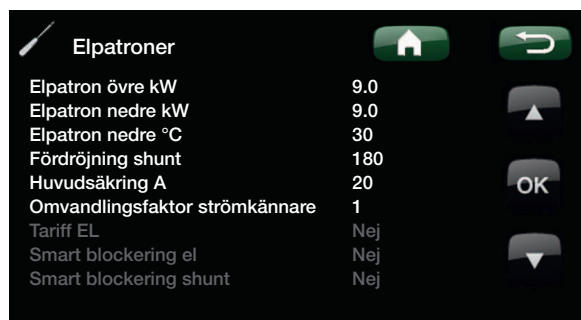 Elpatroner
Elpatron övre kW 9.0
Elpatron nedre kW 9.0
Elpatron nedre °C 30
Fördröjning shunt 180
Huvudsäkring A 20
Omvandlingsfaktor strömkännare 1
Tariff EL Nej
Smart blockering el Nej
Smart blockering shunt Nej
OK